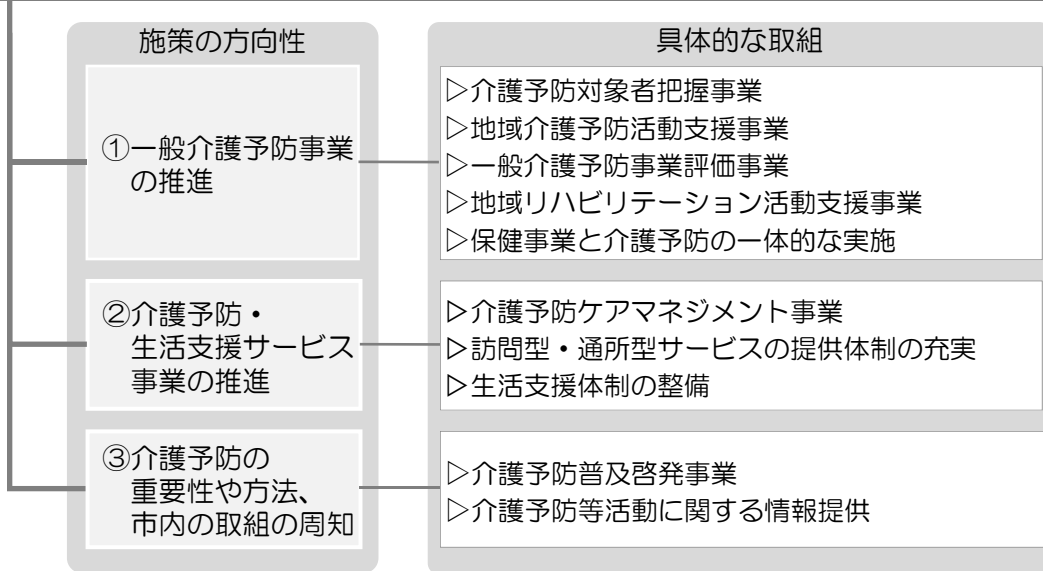 施策の方向性
具体的な取組
①一般介護予防事業
の推進
▷介護予防対象者把握事業
▷地域介護予防活動支援事業
▷一般介護予防事業評価事業
▷地域リハビリテーション活動支援事業
▷保健事業と介護予防の一体的な実施
②介護予防・
生活支援サービス
事業の推進
▷介護予防ケアマネジメント事業
▷訪問型・通所型サービスの提供体制の充実
▷生活支援体制の整備
③介護予防の
重要性や方法、
市内の取組の周知
▷介護予防普及啓発事業
▷介護予防等活動に関する情報提供